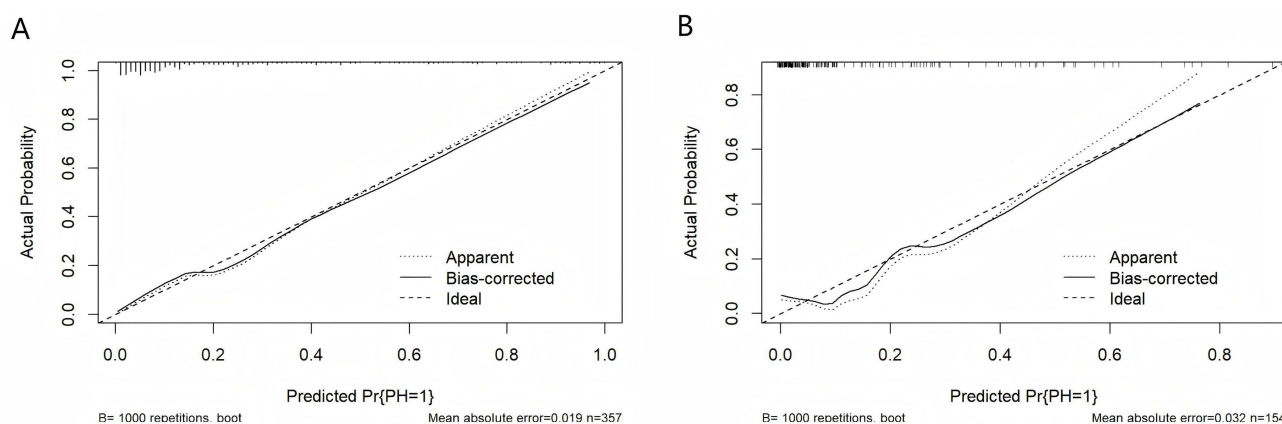 A
Actual Probability
1.0
0.8
0.6
0.4
0.2
0.0
Apparent
Bias-corrected
Ideal
0.0 0.2 0.4 0.6 0.8 1.0
Predicted Pr{PH=1}
B= 1000 repetitions, boot
Mean absolute error=0.019 n=357
B
Actual Probability
0.8
0.6
0.4
0.2
0.0
Apparent
Bias-corrected
Ideal
0.0 0.2 0.4 0.6 0.8
Predicted Pr{PH=1}
B= 1000 repetitions, boot
Mean absolute error=0.032 n=154